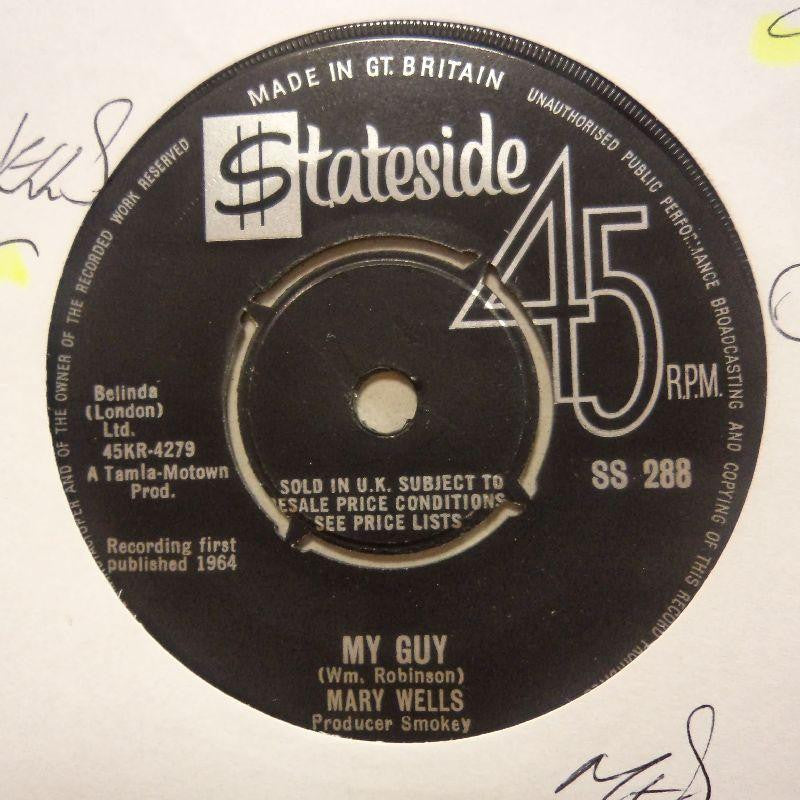 MADE IN GT. BRITAIN
$tateside
45
R.P.M.
UNAUTHORISED PUBLIC PERFORMANCE BROADCASTING AND COPYING OF THIS RECORD
AND OF THE OWNER OF THE RECORDED WORK RESERVED
Belinda
(London)
Ltd.
45KR-4279
A Tamla-Motown
Prod.
SS 288
SOLD IN U.K. SUBJECT TO
ESALE PRICE CONDITIONS
SEE PRICE LISTS
Recording first
published 1964
MY GUY
(Wm. Robinson)
MARY WELLS
Producer Smokey